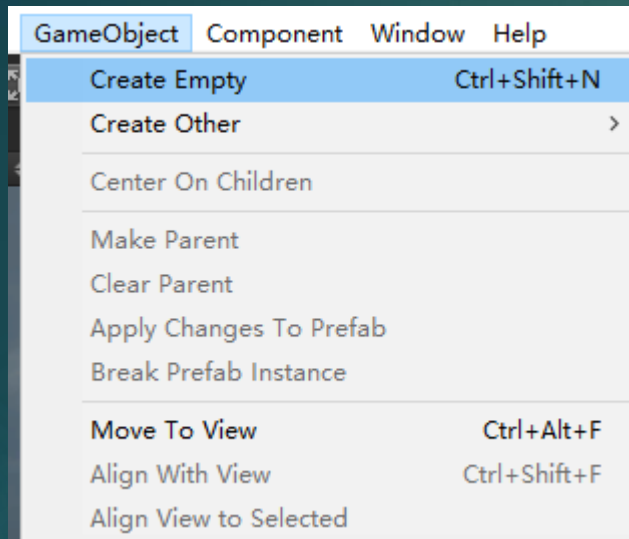 GameObject Component Window Help
Create Empty Ctrl+Shift+N
Create Other >
Center On Children
Make Parent
Clear Parent
Apply Changes To Prefab
Break Prefab Instance
Move To View Ctrl+Alt+F
Align With View Ctrl+Shift+F
Align View to Selected